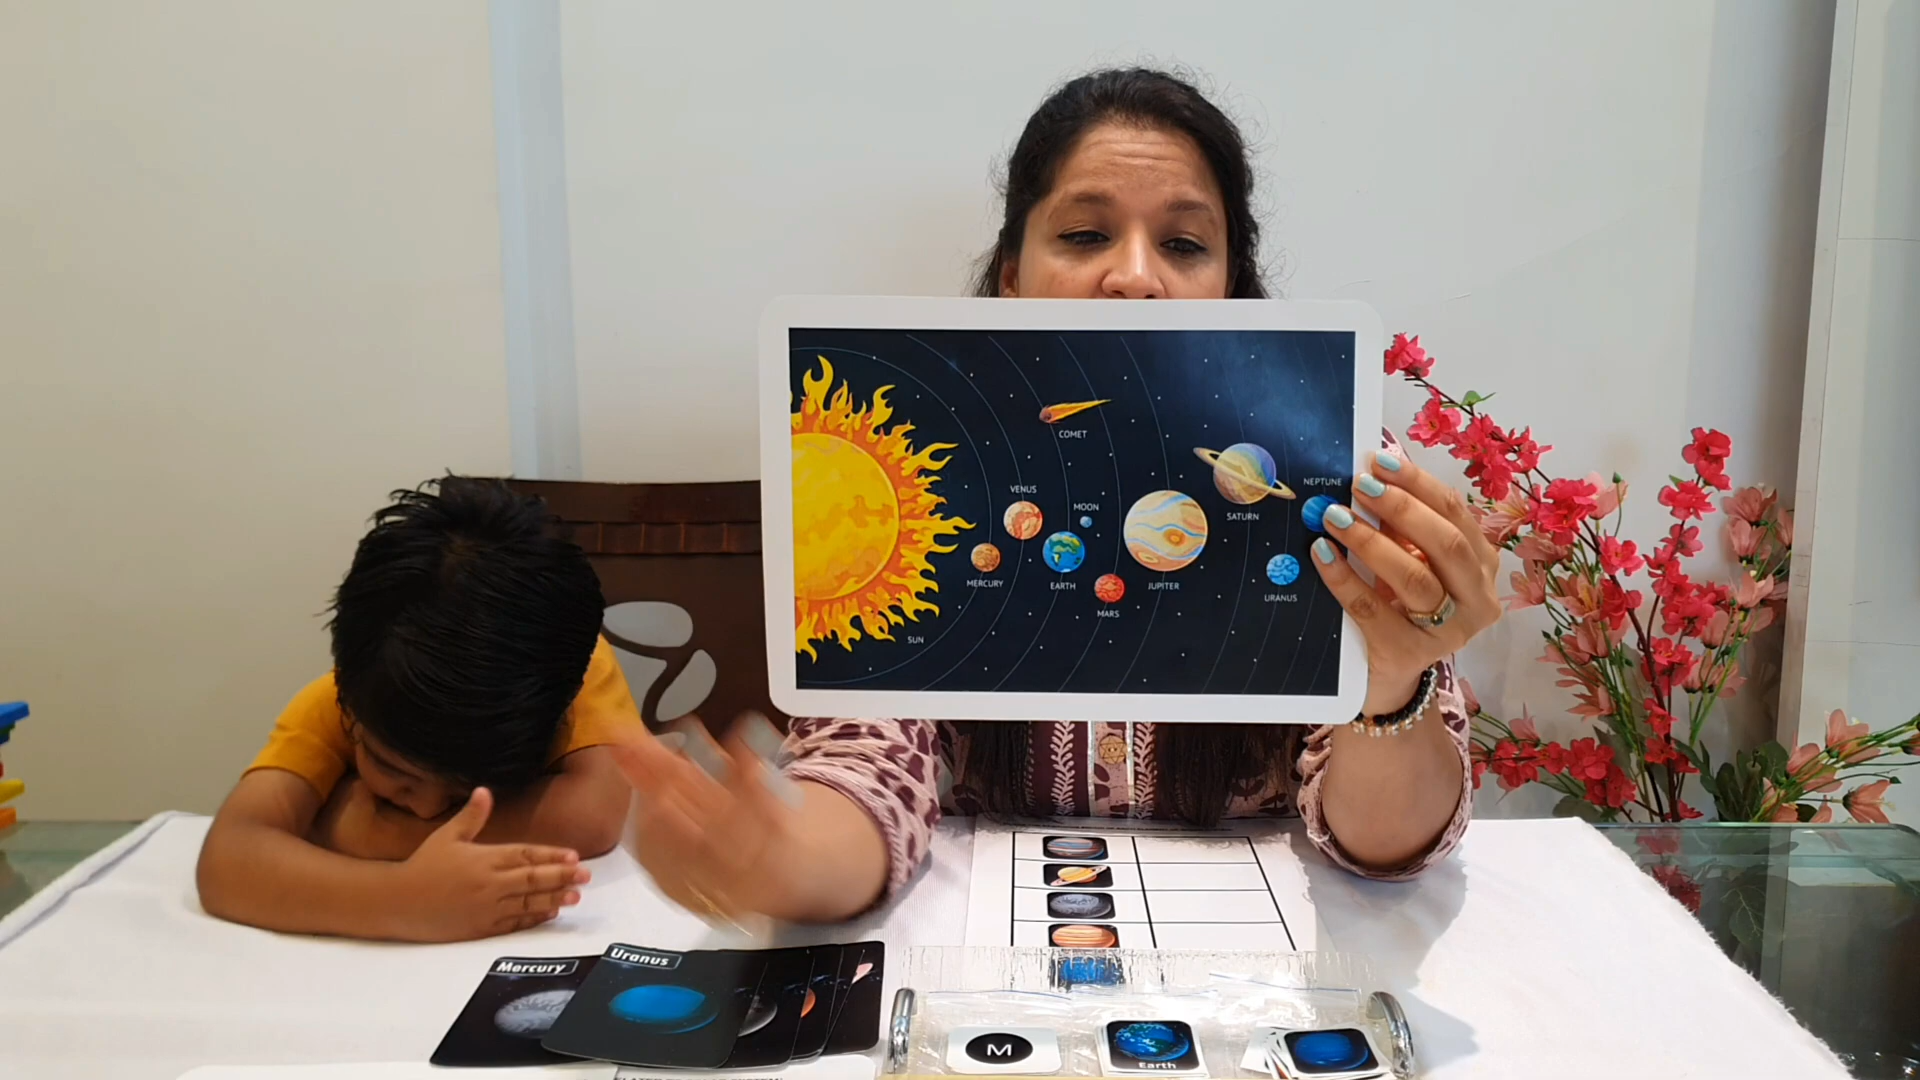 COMET
NEPTUNE
VENUS
MOON
SATURN
MERCURY
EARTH
JUPITER
URANUS
MARS
SUN
Uranus
Mercury
M
Earth